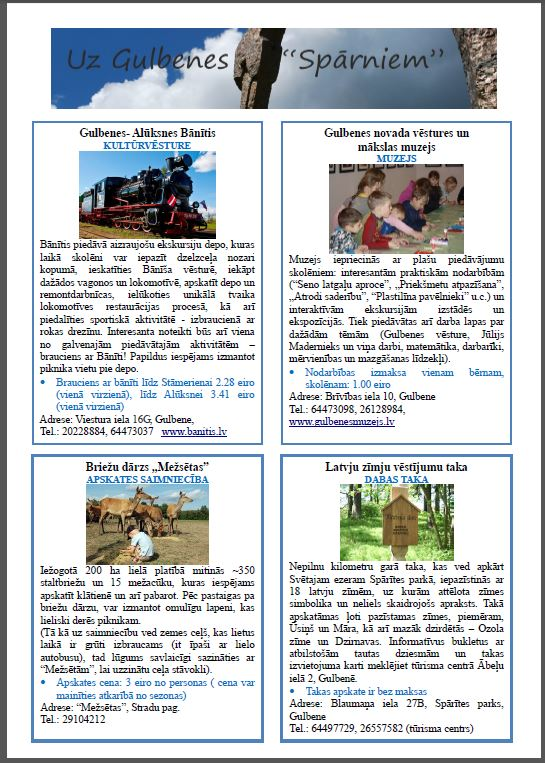 Uz Gulbenes "Spārniem"
Gulbenes- Alūksnes Bānītis
KULTŪRVĒSTURE
Bānītis piedāvā aizraujošu ekskursiju depo, kuras
laikā skolēni var iepazīt dzelzceļa nozari
kopumā, ieskatīties Bānīša vēsturē, iekāpt
dažādos vagonos un lokomotīvē, apskatīt depo un
remontdarbnīcas, ielūkoties unikālā tvaika
lokomotīves restaurācijas procesā, kā arī
piedalīties sportiskā aktivitātē - izbraucienā ar
rokas drezīnu. Interesanta noteikti būs arī viena
no galvenajām piedāvātajām aktivitātēm –
brauciens ar Bānīti! Papildus iespējams izmantot
piknika vietu pie depo.
• Brauciens ar bānīti līdz Stāmerienai 2.28 eiro
(vienā virzienā), līdz Alūksnei 3.41 eiro
(vienā virzienā)
Adrese: Viestura iela 16G, Gulbene,
Tel.: 20228884, 64473037 www.banitis.lv
Gulbenes novada vēstures un
mākslas muzejs
MUZEJS
Muzejs iepriecinās ar plašu piedāvājumu
skolēniem: interesantām praktiskām nodarbībām
("Seno latgaļu aproce", „Priekšmetu atpazīšana",
„Atrodi saderību", "Plastilīna pavēlnieki" u.c.) un
interaktīvām ekskursijām izstādēs un
ekspozīcijās. Tiek piedāvātas arī darba lapas par
dažādām tēmām (Gulbenes vēsture, Jūlijs
Madernieks un viņa darbi, matemātika, darbarīki,
mērvienības un mazgāšanas līdzekļi).
• Nodarbības izmaksa vienam bērnam,
skolēnam: 1.00 eiro
Adrese: Brīvības iela 10, Gulbene
Tel.: 64473098, 26128984,
www.gulbenesmuzejs.lv
Briežu dārzs „Mežsētas"
APSKATES SAIMNIECĪBA
Iežogotā 200 ha lielā platībā mitinās ~350
staltbriežu un 15 mežacūku, kuras iespējams
apskatīt klātienē un arī pabarot. Pēc pastaigas pa
briežu dārzu, var izmantot omulīgu lapeni, kas
lieliski derēs piknikam.
(Tā kā uz saimniecību ved zemes ceļš, kas lietus
laikā ir grūti izbraucams (it īpaši ar lielo
autobusu), tad lūgums savlaicīgi sazināties ar
"Mežsētām", lai uzzinātu ceļa stāvokli).
• Apskates cena: 3 eiro no personas ( cena var
mainīties atkarībā no sezonas)
Adrese: "Mežsētas", Stradu pag.
Tel.: 29104212
Latvju zīmju vēstījumu taka
DABAS TAKA
Nepilnu kilometru garā taka, kas ved apkārt
Svētajam ezeram Spārītes parkā, iepazīstinās ar
18 latvju zīmēm, uz kurām attēlota zīmes
simbolika un neliels skaidrojošs apraksts. Takā
apskatāmas ļoti pazīstamas zīmes, piemēram,
Ūsiņš un Māra, kā arī mazāk dzirdētās – Ozola
zīme un Dzirnavas. Informatīvus bukletus ar
atbilstošām tautas dziesmām un takas
izvietojuma karti meklējiet tūrisma centrā Ābeļu
ielā 2, Gulbenē.
• Takas apskate ir bez maksas
Adrese: Blaumaņa iela 27B, Spārītes parks,
Gulbene
Tel.: 64497729, 26557582 (tūrisma centrs)